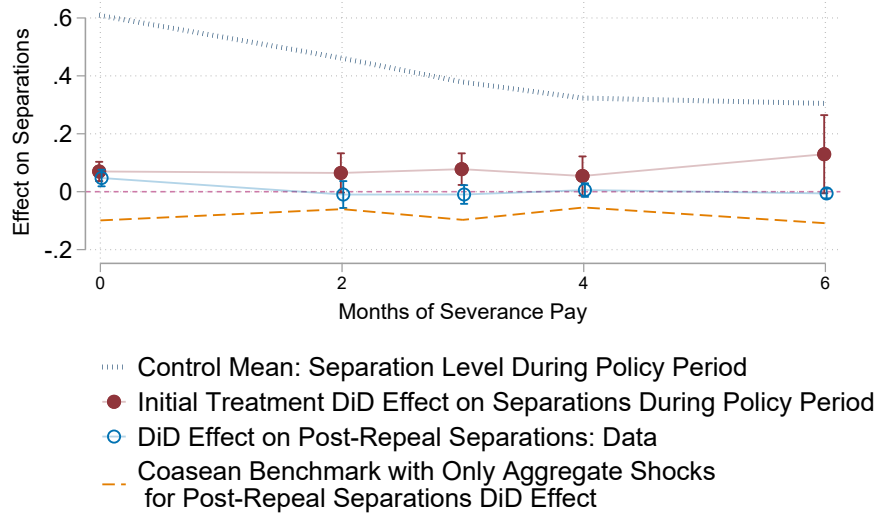 .6
.4
.2
0
-.2
Effect on Separations
0
2
4
6
Months of Severance Pay
Control Mean: Separation Level During Policy Period
Initial Treatment DiD Effect on Separations During Policy Period
DiD Effect on Post-Repeal Separations: Data
Coasean Benchmark with Only Aggregate Shocks
for Post-Repeal Separations DiD Effect